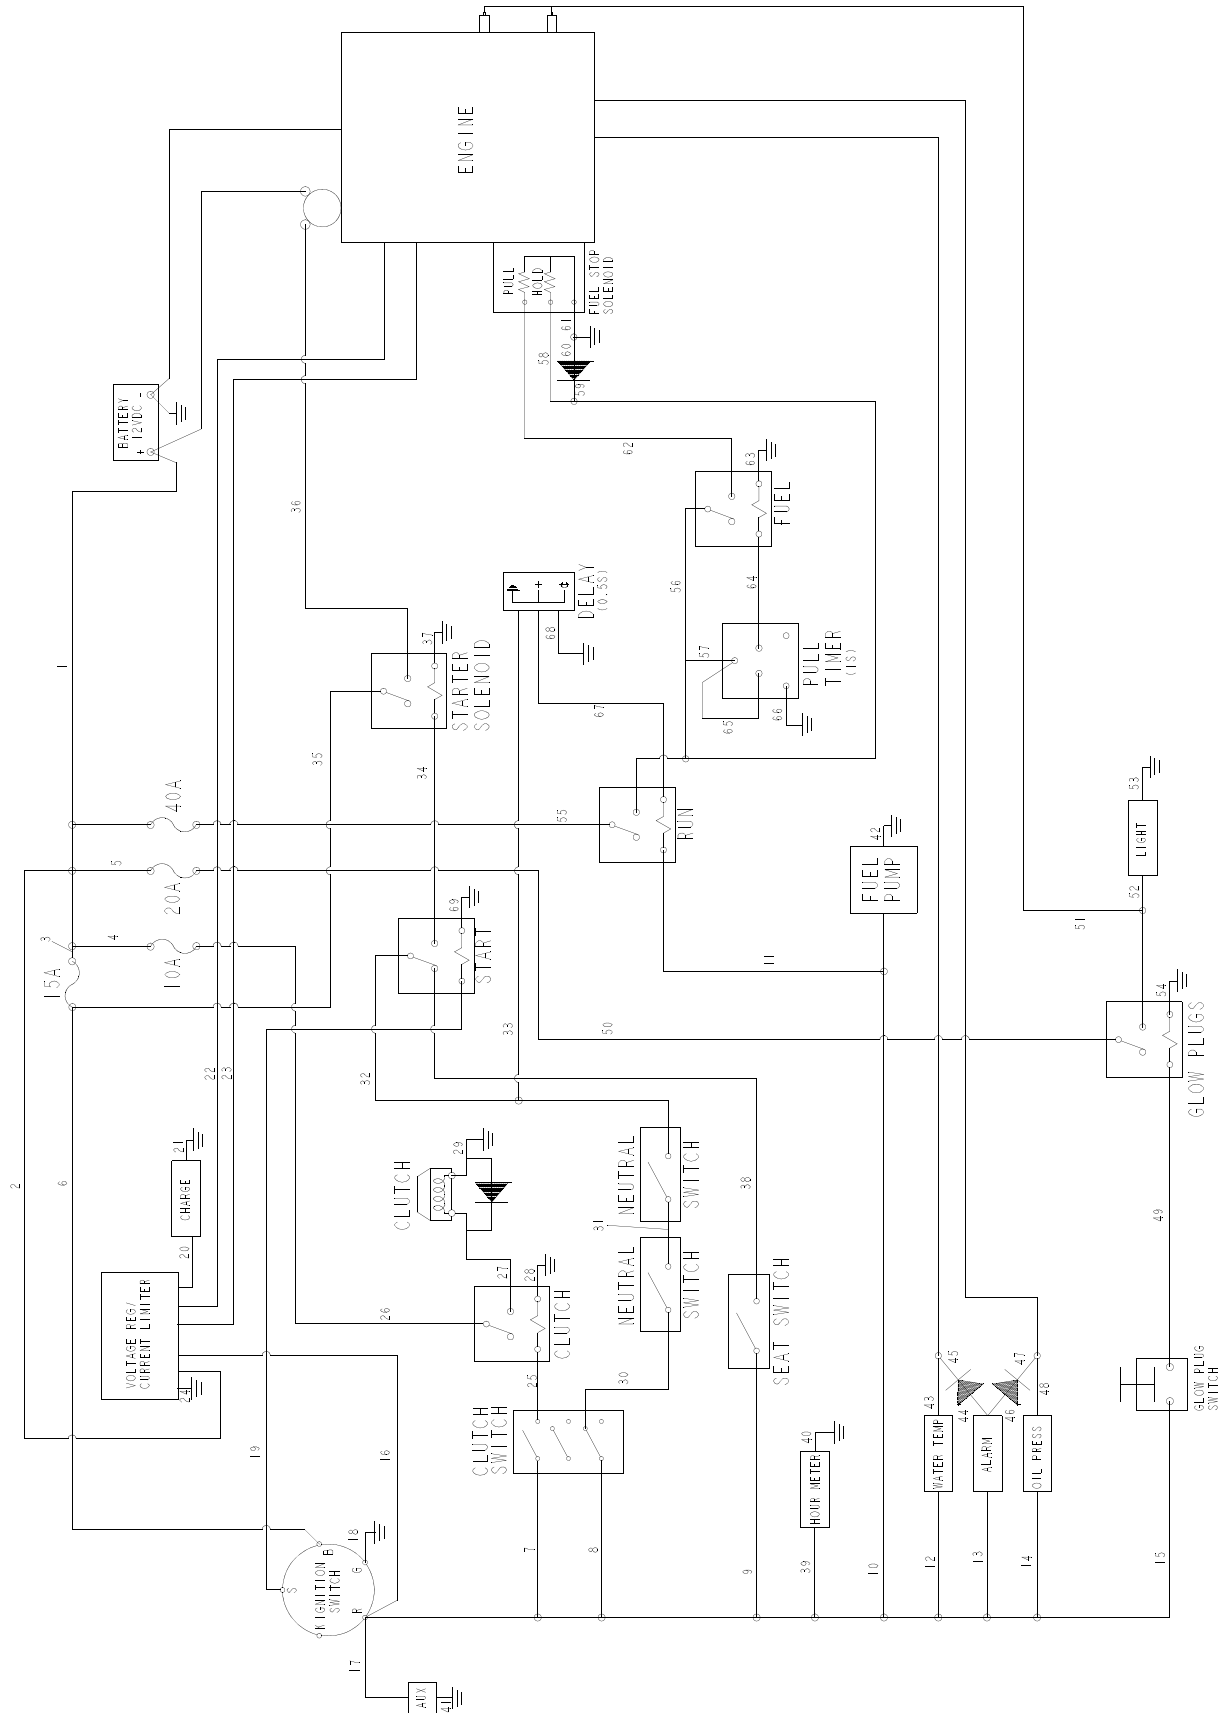 ENGINE
PULL
HOLD
FUEL STOP
SOLENOID
61
60
59
58
BATTERY
12VDC
+
-
62
63
FUEL
36
1
DELAY
(0.5S)
68
64
56
57
PULL
TIMER
(1S)
65
66
67
37
STARTER
SOLENOID
35
34
40A
5
20A
55
RUN
42
FUEL
PUMP
53
LIGHT
52
51
3
4
15A
10A
69
START
11
54
GLOW PLUGS
50
33
32
22
23
21
CHARGE
20
2
6
CLUTCH
29
NEUTRAL
SWITCH
31
NEUTRAL
SWITCH
38
49
VOLTAGE REG/
CURRENT LIMITER
24
26
27
28
CLUTCH
SEAT SWITCH
25
30
45
47
43
44
46
48
GLOW PLUG
SWITCH
CLUTCH
SWITCH
19
16
40
HOUR METER
WATER TEMP
ALARM
OIL PRESS
18
B
S
G
R
K
IGNITION
SWITCH
7
8
9
39
10
12
13
14
15
17
AUX
41